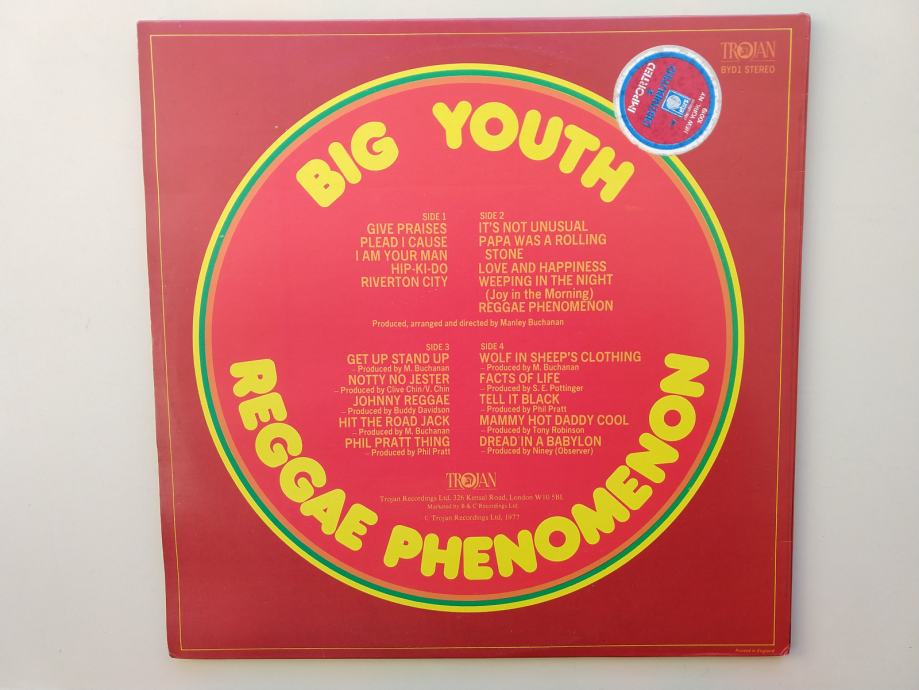 TROJAN
BYD1 STEREO
IMPORTED
NEW YORK, NY
10019
BIG YOUTH
SIDE 1
GIVE PRAISES
PLEAD I CAUSE
I AM YOUR MAN
HIP-KI-DO
RIVERTON CITY
SIDE 2
IT'S NOT UNUSUAL
PAPA WAS A ROLLING
STONE
LOVE AND HAPPINESS
WEEPING IN THE NIGHT
(Joy in the Morning)
REGGAE PHENOMENON
Produced, arranged and directed by Manley Buchanan
SIDE 3
GET UP STAND UP
– Produced by M. Buchanan
NOTTY NO JESTER
– Produced by Clive Chin/V. Chin
JOHNNY REGGAE
– Produced by Buddy Davidson
HIT THE ROAD JACK
– Produced by M. Buchanan
PHIL PRATT THING
– Produced by Phil Pratt
SIDE 4
WOLF IN SHEEP'S CLOTHING
– Produced by M. Buchanan
FACTS OF LIFE
– Produced by S. E. Pottinger
TELL IT BLACK
– Produced by Phil Pratt
MAMMY HOT DADDY COOL
– Produced by Tony Robinson
DREAD IN A BABYLON
– Produced by Niney (Observer)
TROJAN
Trojan Recordings Ltd, 326 Kensal Road, London W10 5BL
Marketed by B & C Recordings Ltd
© Trojan Recordings Ltd, 1977
REGGAE PHENOMENON
Printed in England